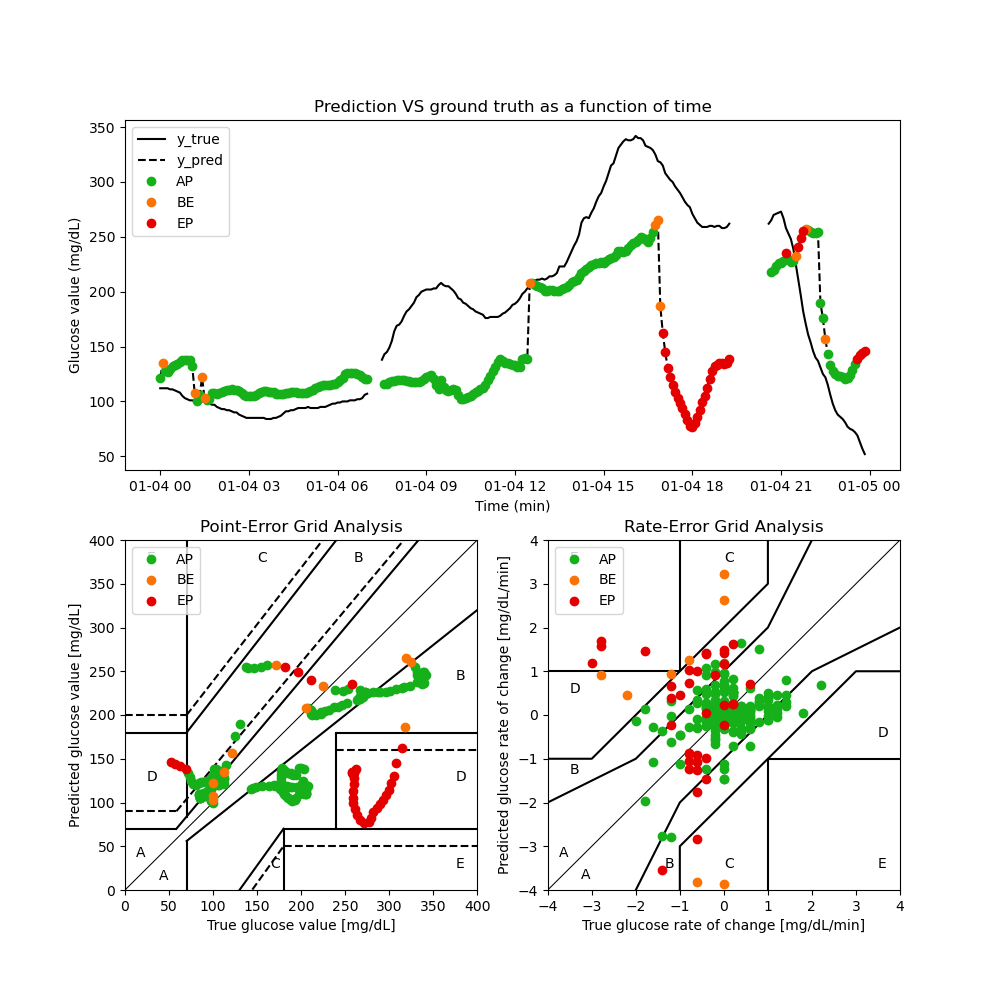 Prediction VS ground truth as a function of time
Glucose value (mg/dL)
350
300
250
200
150
100
50
y_true
y_pred
AP
BE
EP
01-04 00
01-04 03
01-04 06
01-04 09
01-04 12
01-04 15
01-04 18
01-04 21
01-05 00
Time (min)
Point-Error Grid Analysis
Predicted glucose value [mg/dL]
400
350
300
250
200
150
100
50
0
AP
BE
EP
C
B
B
D
D
A
A
C
E
0
50
100
150
200
250
300
350
400
True glucose value [mg/dL]
Rate-Error Grid Analysis
Predicted glucose rate of change [mg/dL/min]
4
3
2
1
0
−1
−2
−3
−4
AP
BE
EP
C
D
D
B
A
A
B
C
E
−4
−3
−2
−1
0
1
2
3
4
True glucose rate of change [mg/dL/min]